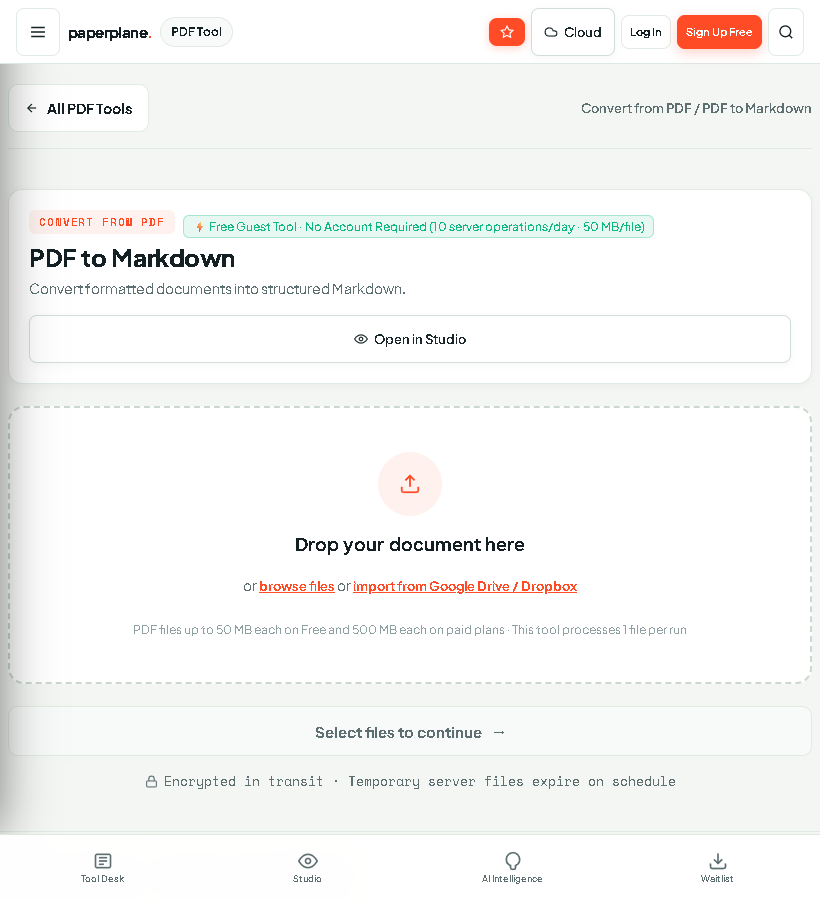 paperplane.
PDF Tool
Cloud
Log In
Sign Up Free
All PDF Tools
Convert from PDF / PDF to Markdown
CONVERT FROM PDF
Free Guest Tool · No Account Required (10 server operations/day · 50 MB/file)
PDF to Markdown
Convert formatted documents into structured Markdown.
Open in Studio
Drop your document here
or browse files or import from Google Drive / Dropbox
PDF files up to 50 MB each on Free and 500 MB each on paid plans · This tool processes 1 file per run
Select files to continue →
Encrypted in transit · Temporary server files expire on schedule
Tool Desk
Studio
AI Intelligence
Waitlist